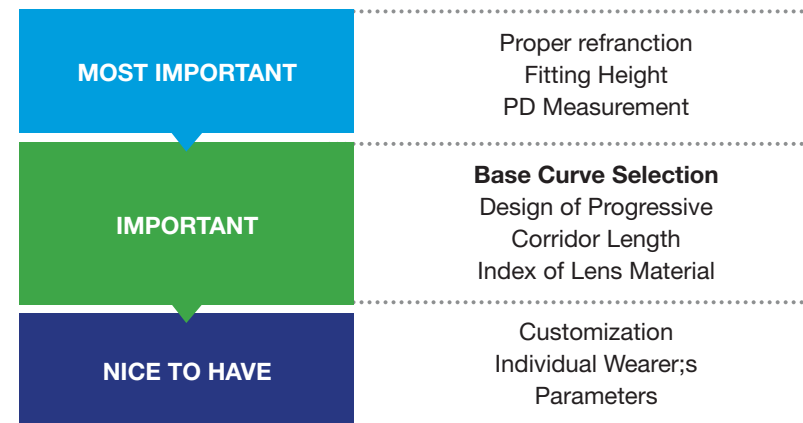 MOST IMPORTANT
Proper refranction
Fitting Height
PD Measurement
IMPORTANT
Base Curve Selection
Design of Progressive
Corridor Length
Index of Lens Material
NICE TO HAVE
Customization
Individual Wearer;s
Parameters